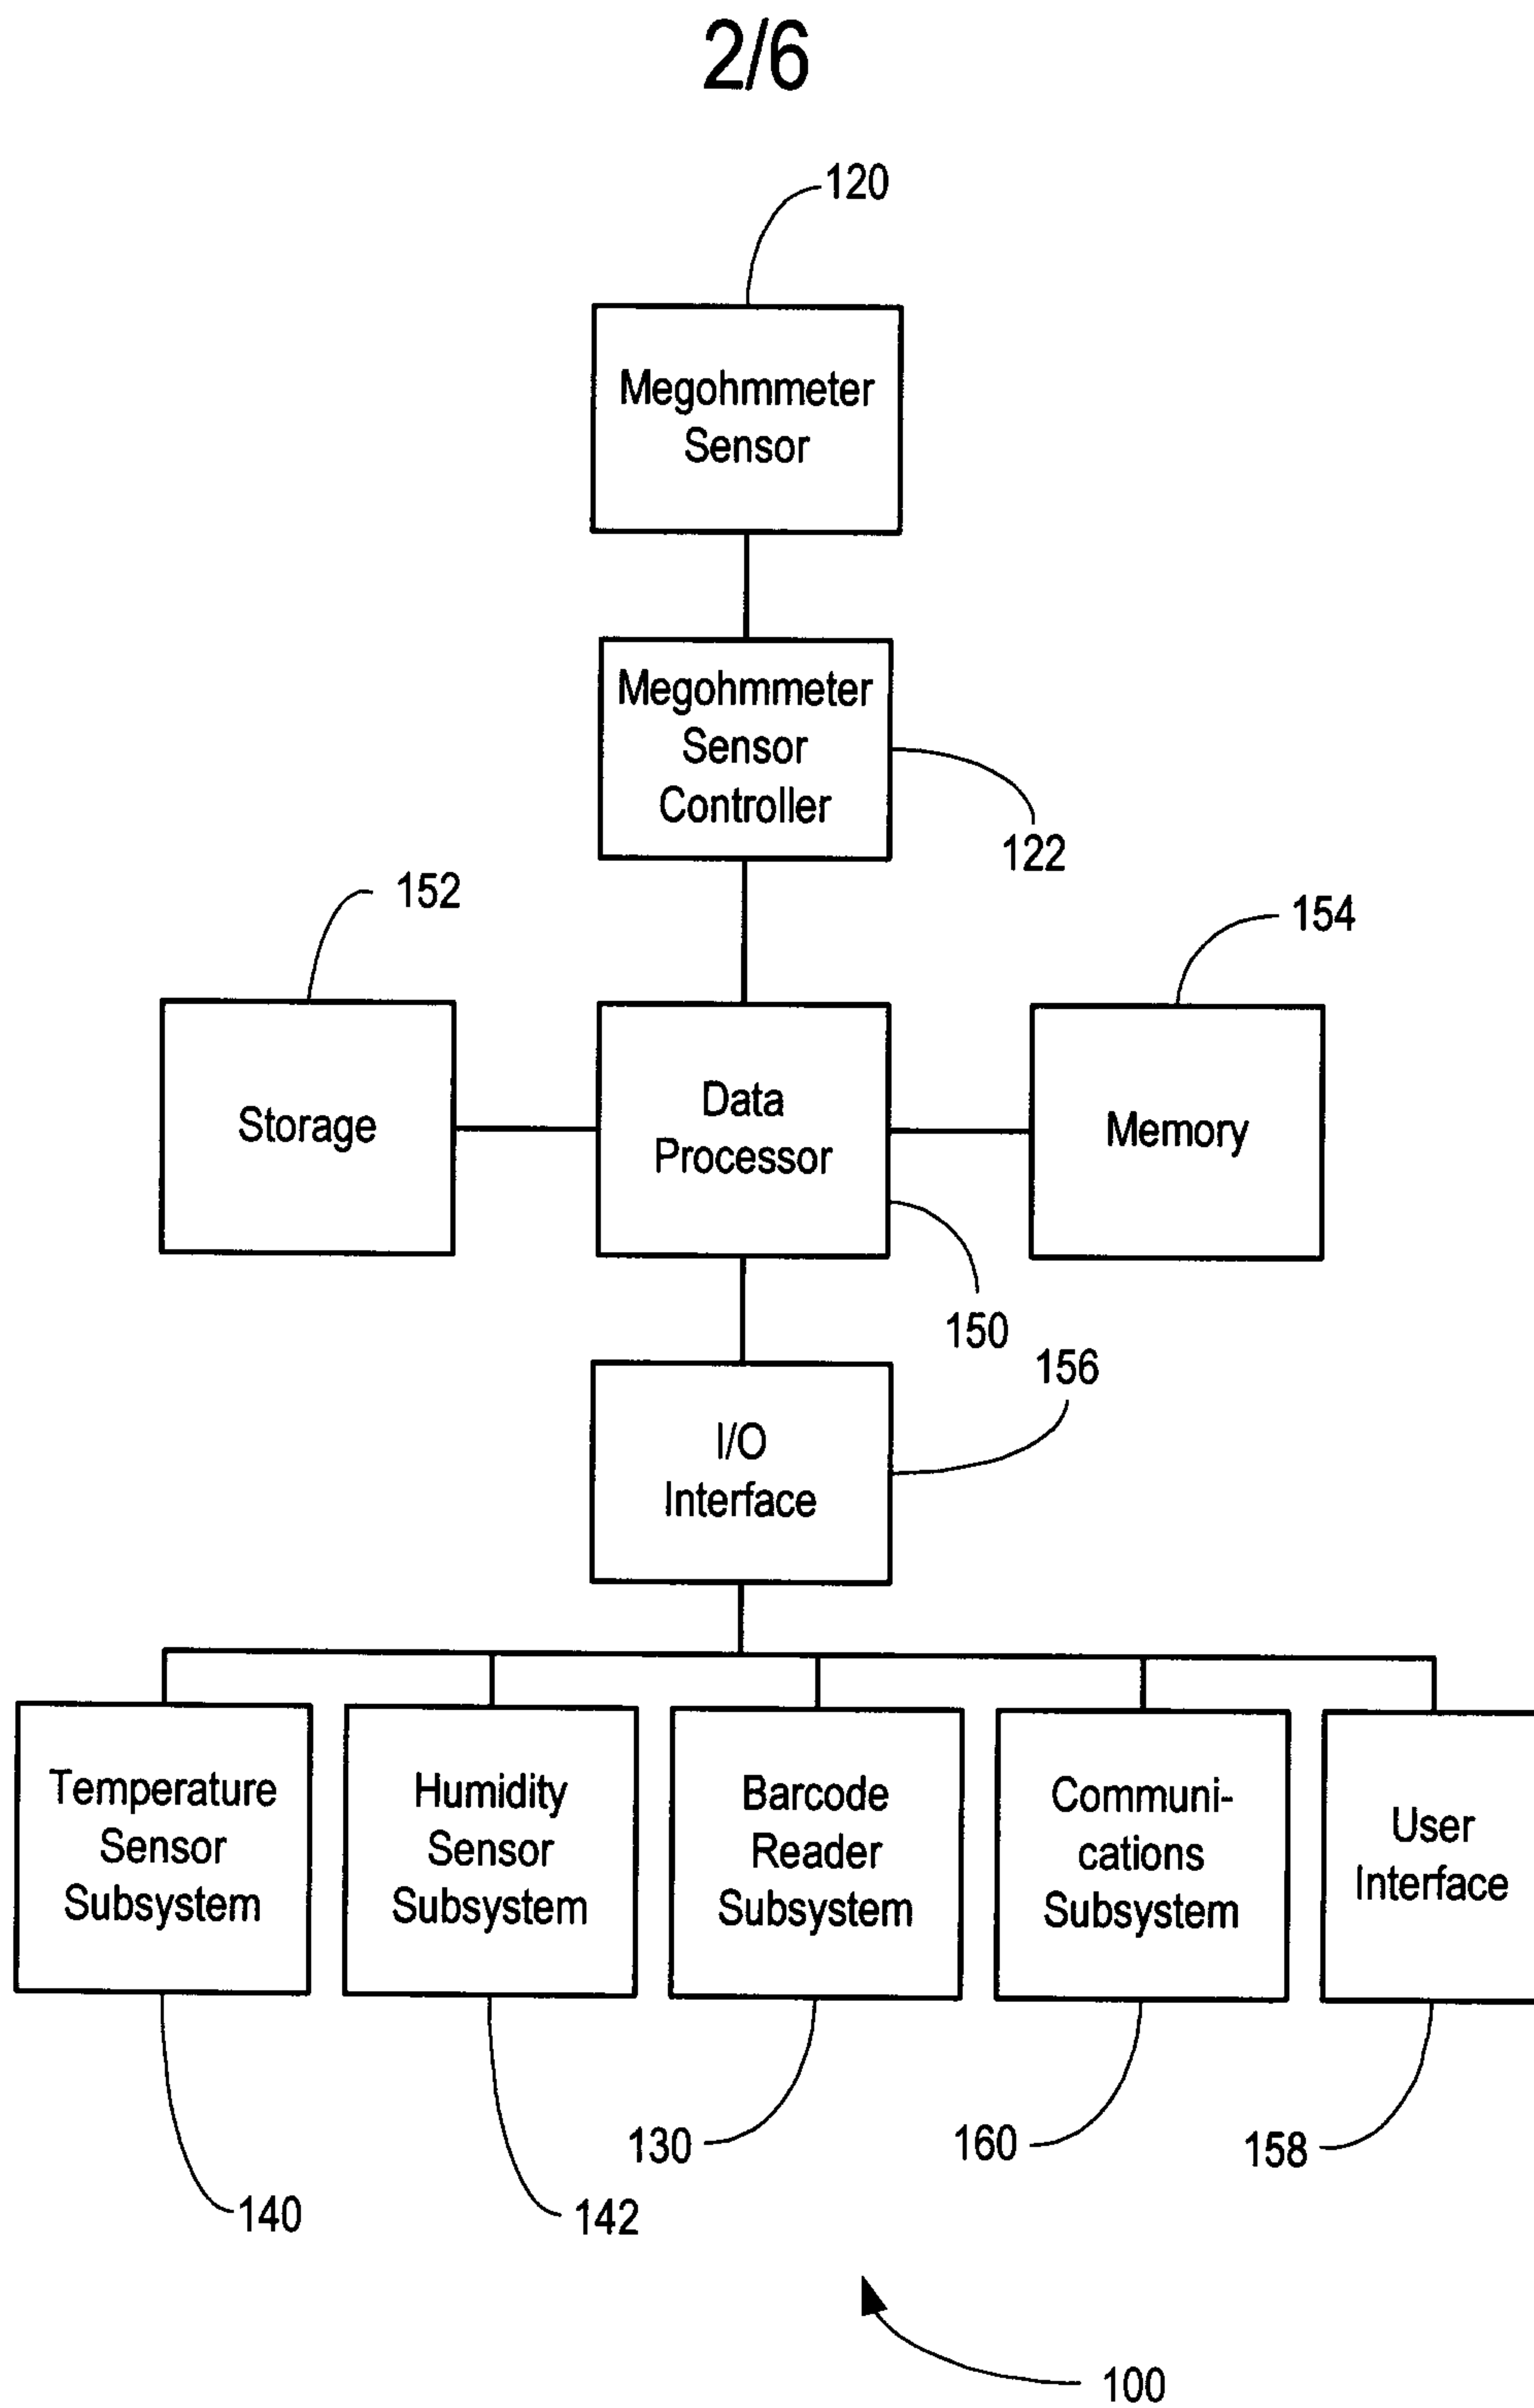 2/6
120
Megohmmeter
Sensor
Megohmmeter
Sensor
Controller
122
152
154
Storage
Data
Processor
Memory
150
156
I/O
Interface
Temperature
Sensor
Subsystem
Humidity
Sensor
Subsystem
Barcode
Reader
Subsystem
Communi-
cations
Subsystem
User
Interface
130
160
158
140
142
100